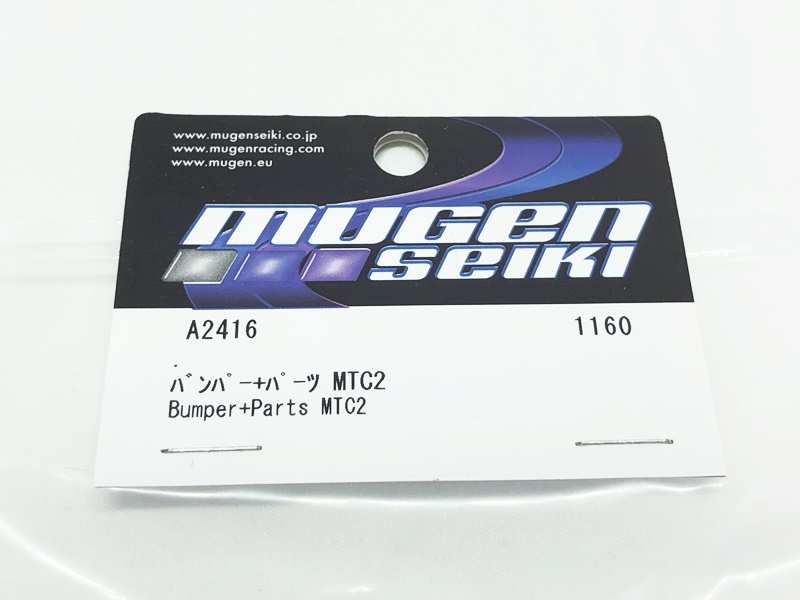 www.mugenseiki.co.jp
www.mugenracing.com
www.mugen.eu
mugen
seiki
A2416 1160
ﾊﾞﾝﾊﾟｰ+ﾊﾟｰﾂ MTC2
Bumper+Parts MTC2